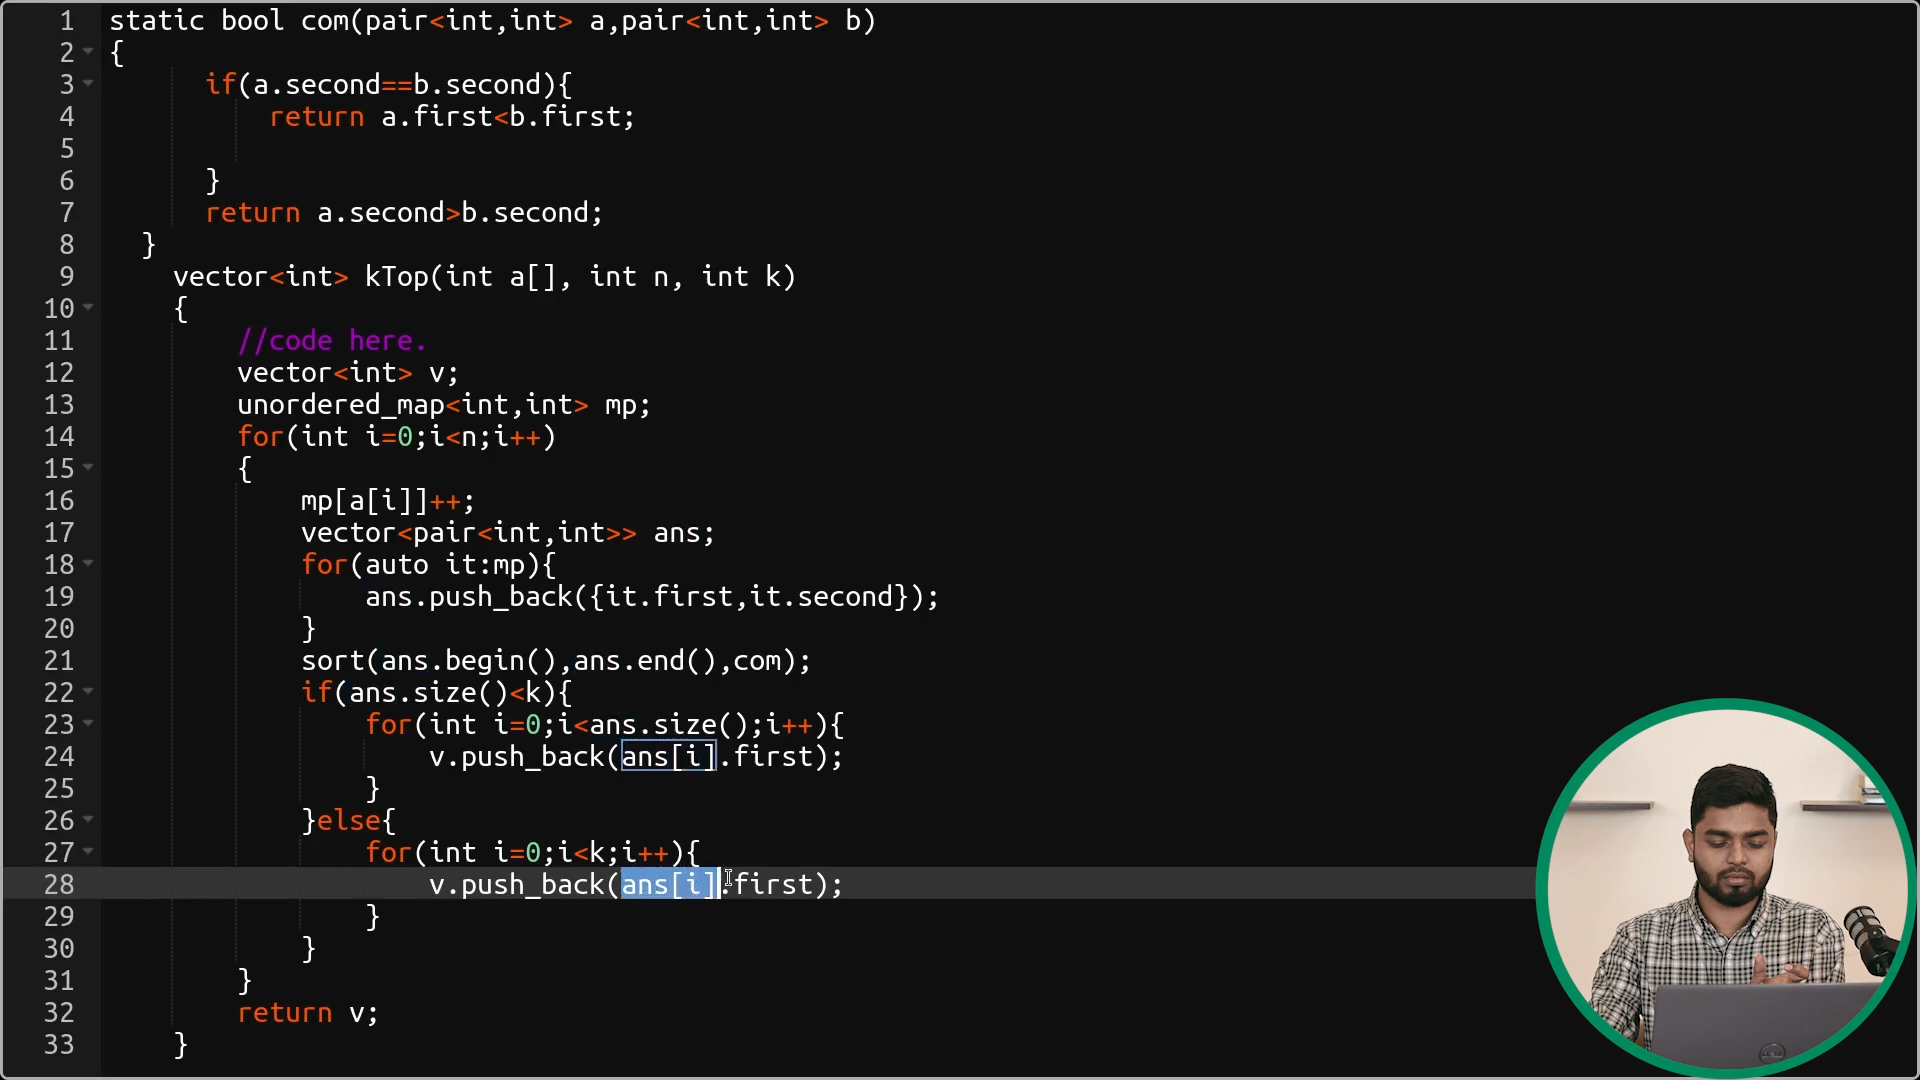 1 static bool com(pair<int,int> a,pair<int,int> b)
2 {
3 if(a.second==b.second){
4 return a.first<b.first;
5
6 }
7 return a.second>b.second;
8 }
9 vector<int> kTop(int a[], int n, int k)
10 {
11 //code here.
12 vector<int> v;
13 unordered_map<int,int> mp;
14 for(int i=0;i<n;i++)
15 {
16 mp[a[i]]++;
17 vector<pair<int,int>> ans;
18 for(auto it:mp){
19 ans.push_back({it.first,it.second});
20 }
21 sort(ans.begin(),ans.end(),com);
22 if(ans.size()<k){
23 for(int i=0;i<ans.size();i++){
24 v.push_back(ans[i].first);
25 }
26 }else{
27 for(int i=0;i<k;i++){
28 v.push_back(ans[i].first);
29 }
30 }
31 }
32 return v;
33 }
DELL